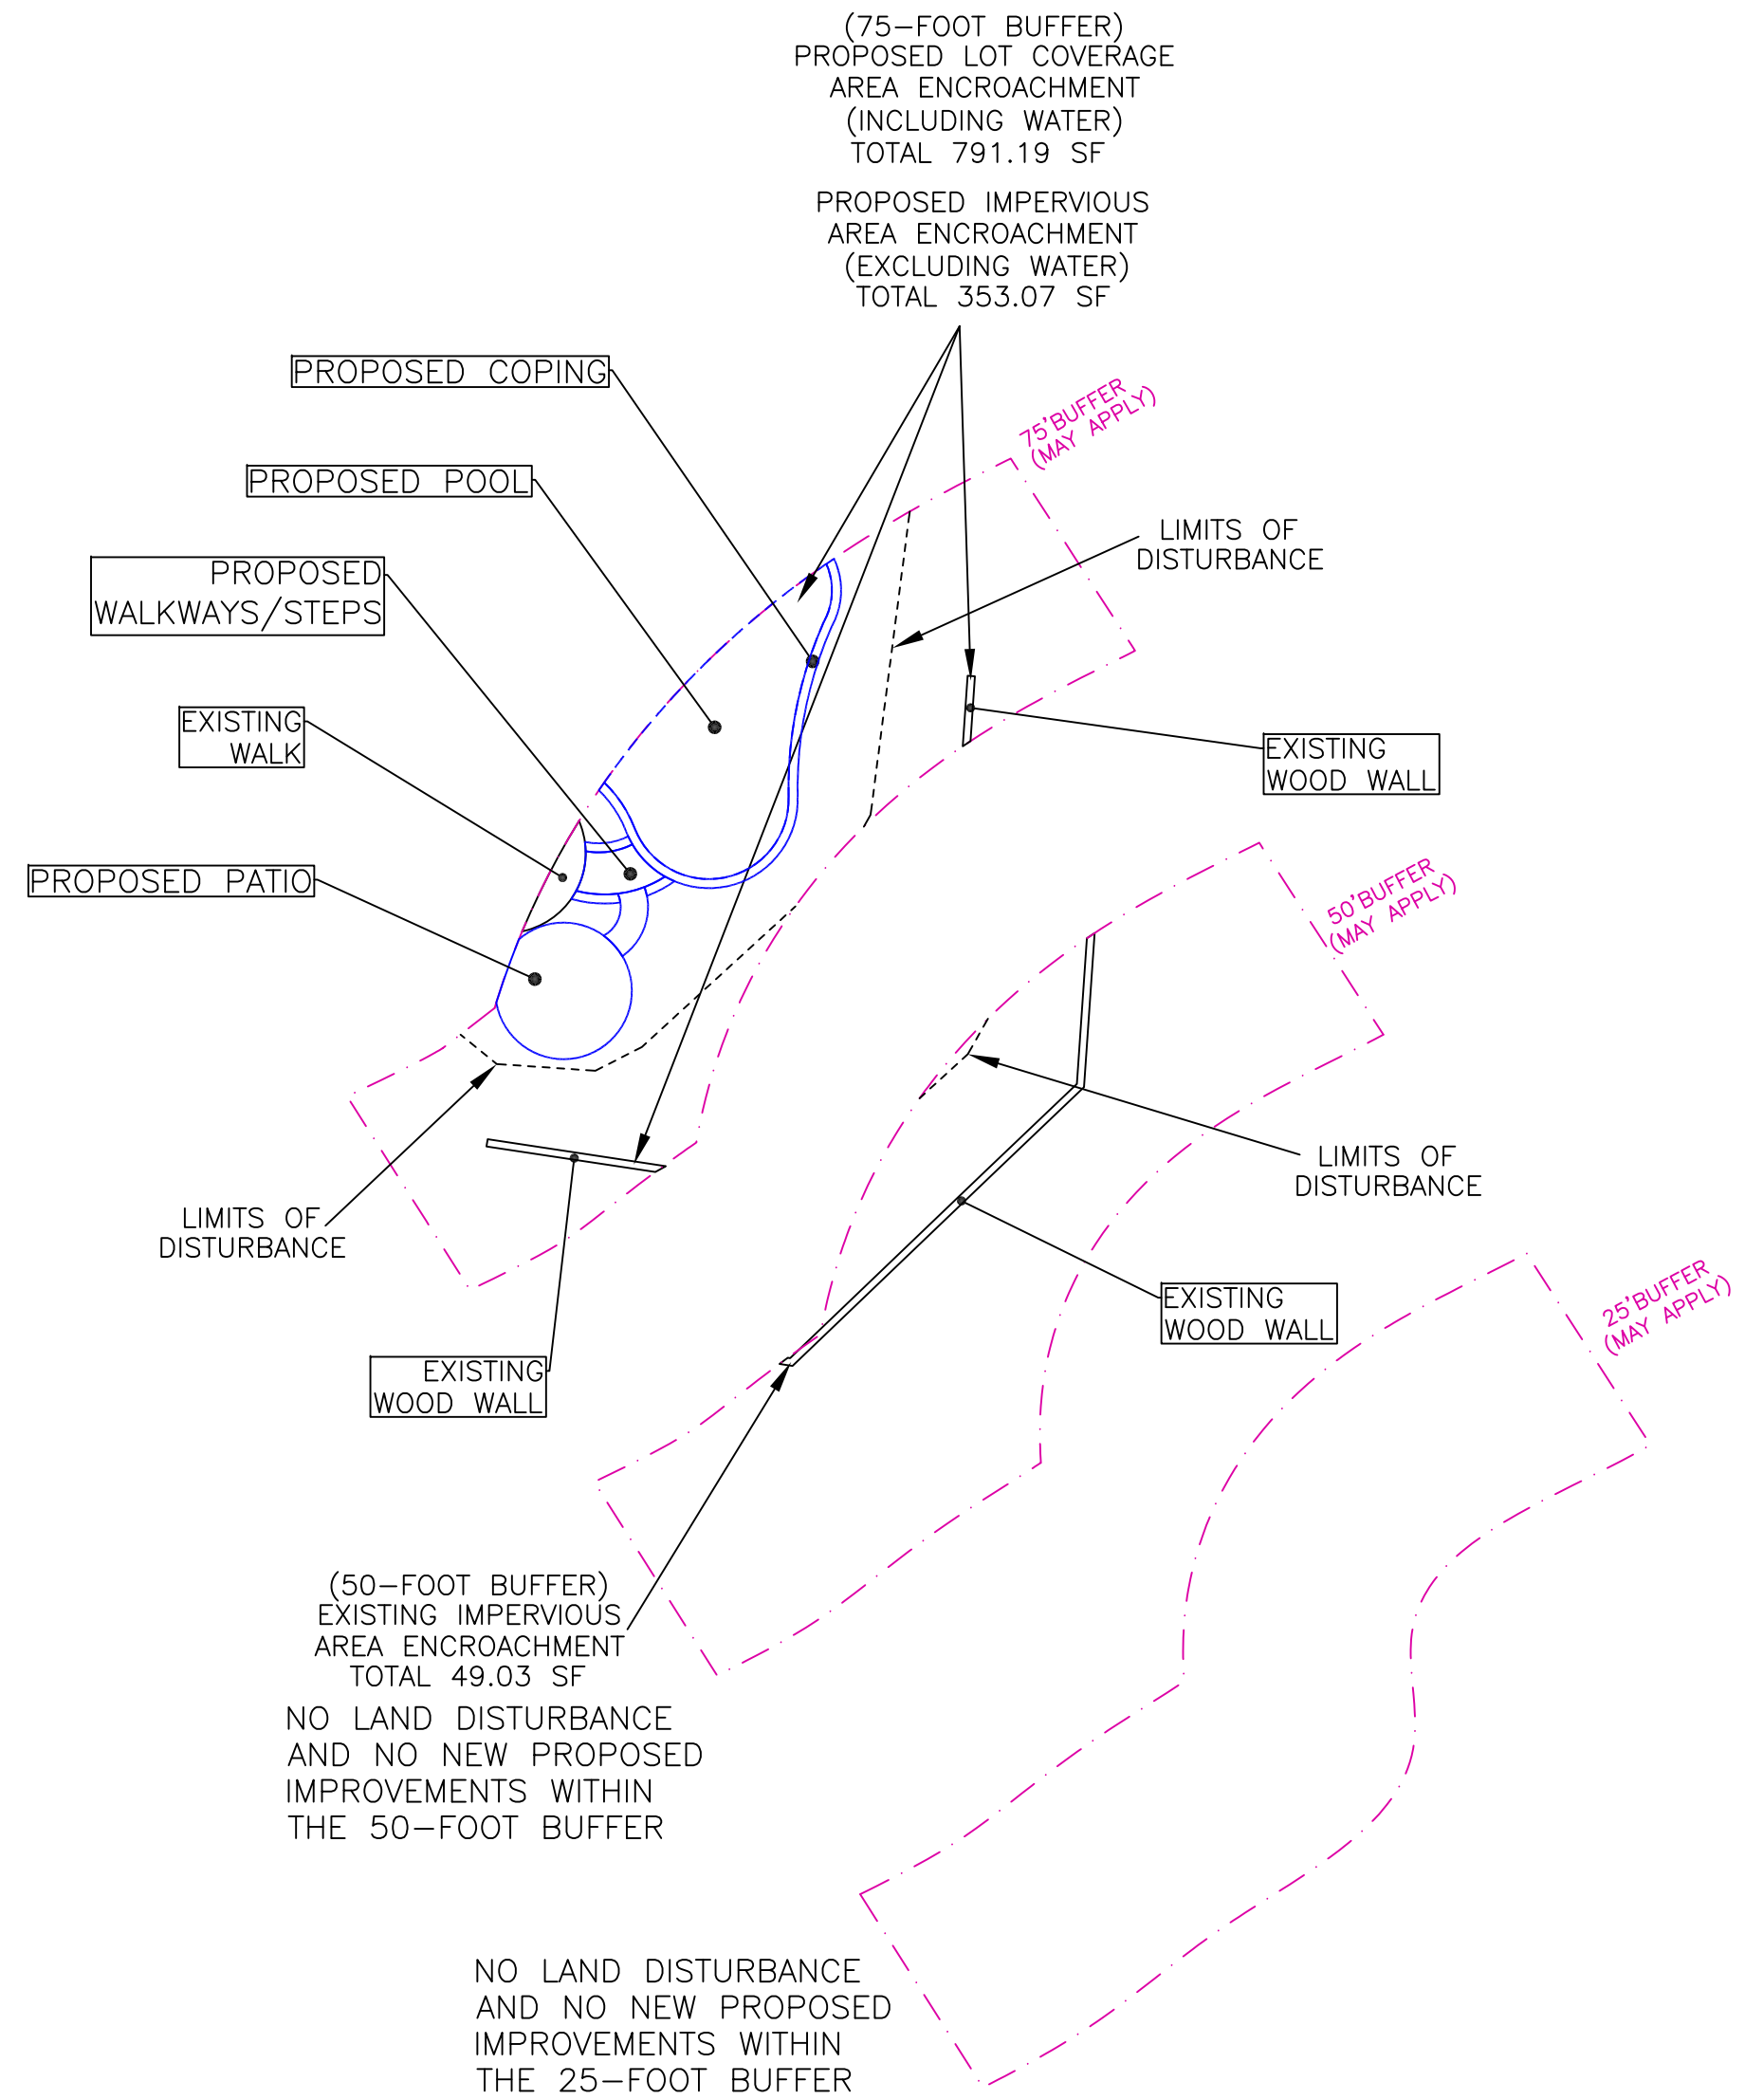 (75-FOOT BUFFER)
PROPOSED LOT COVERAGE
AREA ENCROACHMENT
(INCLUDING WATER)
TOTAL 791.19 SF
PROPOSED IMPERVIOUS
AREA ENCROACHMENT
(EXCLUDING WATER)
TOTAL 353.07 SF
PROPOSED COPING
75'BUFFER
(MAY APPLY)
PROPOSED POOL
LIMITS OF
DISTURBANCE
PROPOSED
WALKWAYS/STEPS
EXISTING
WALK
EXISTING
WOOD WALL
PROPOSED PATIO
50'BUFFER
(MAY APPLY)
LIMITS OF
DISTURBANCE
LIMITS OF
DISTURBANCE
EXISTING
WOOD WALL
25'BUFFER
(MAY APPLY)
EXISTING
WOOD WALL
(50-FOOT BUFFER)
EXISTING IMPERVIOUS
AREA ENCROACHMENT
TOTAL 49.03 SF
NO LAND DISTURBANCE
AND NO NEW PROPOSED
IMPROVEMENTS WITHIN
THE 50-FOOT BUFFER
NO LAND DISTURBANCE
AND NO NEW PROPOSED
IMPROVEMENTS WITHIN
THE 25-FOOT BUFFER